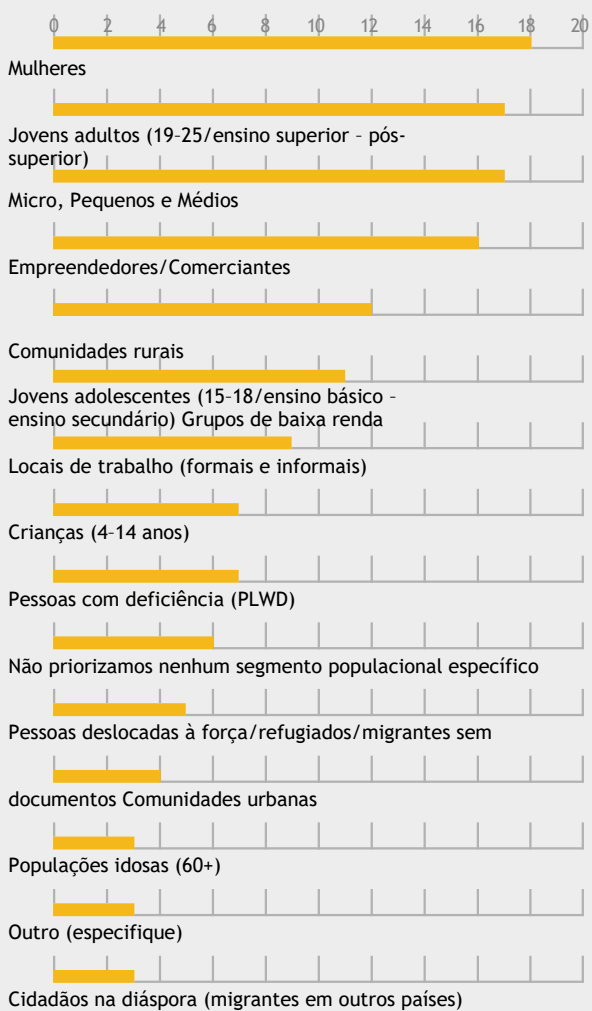 0 2 4 6 8 10 12 14 16 18 20
Mulheres
Jovens adultos (19–25/ensino superior – pós-
superior)
Micro, Pequenos e Médios
Empreendedores/Comerciantes
Comunidades rurais
Jovens adolescentes (15–18/ensino básico –
ensino secundário) Grupos de baixa renda
Locais de trabalho (formais e informais)
Crianças (4–14 anos)
Pessoas com deficiência (PLWD)
Não priorizamos nenhum segmento populacional específico
Pessoas deslocadas à força/refugiados/migrantes sem
documentos Comunidades urbanas
Populações idosas (60+)
Outro (especifique)
Cidadãos na diáspora (migrantes em outros países)